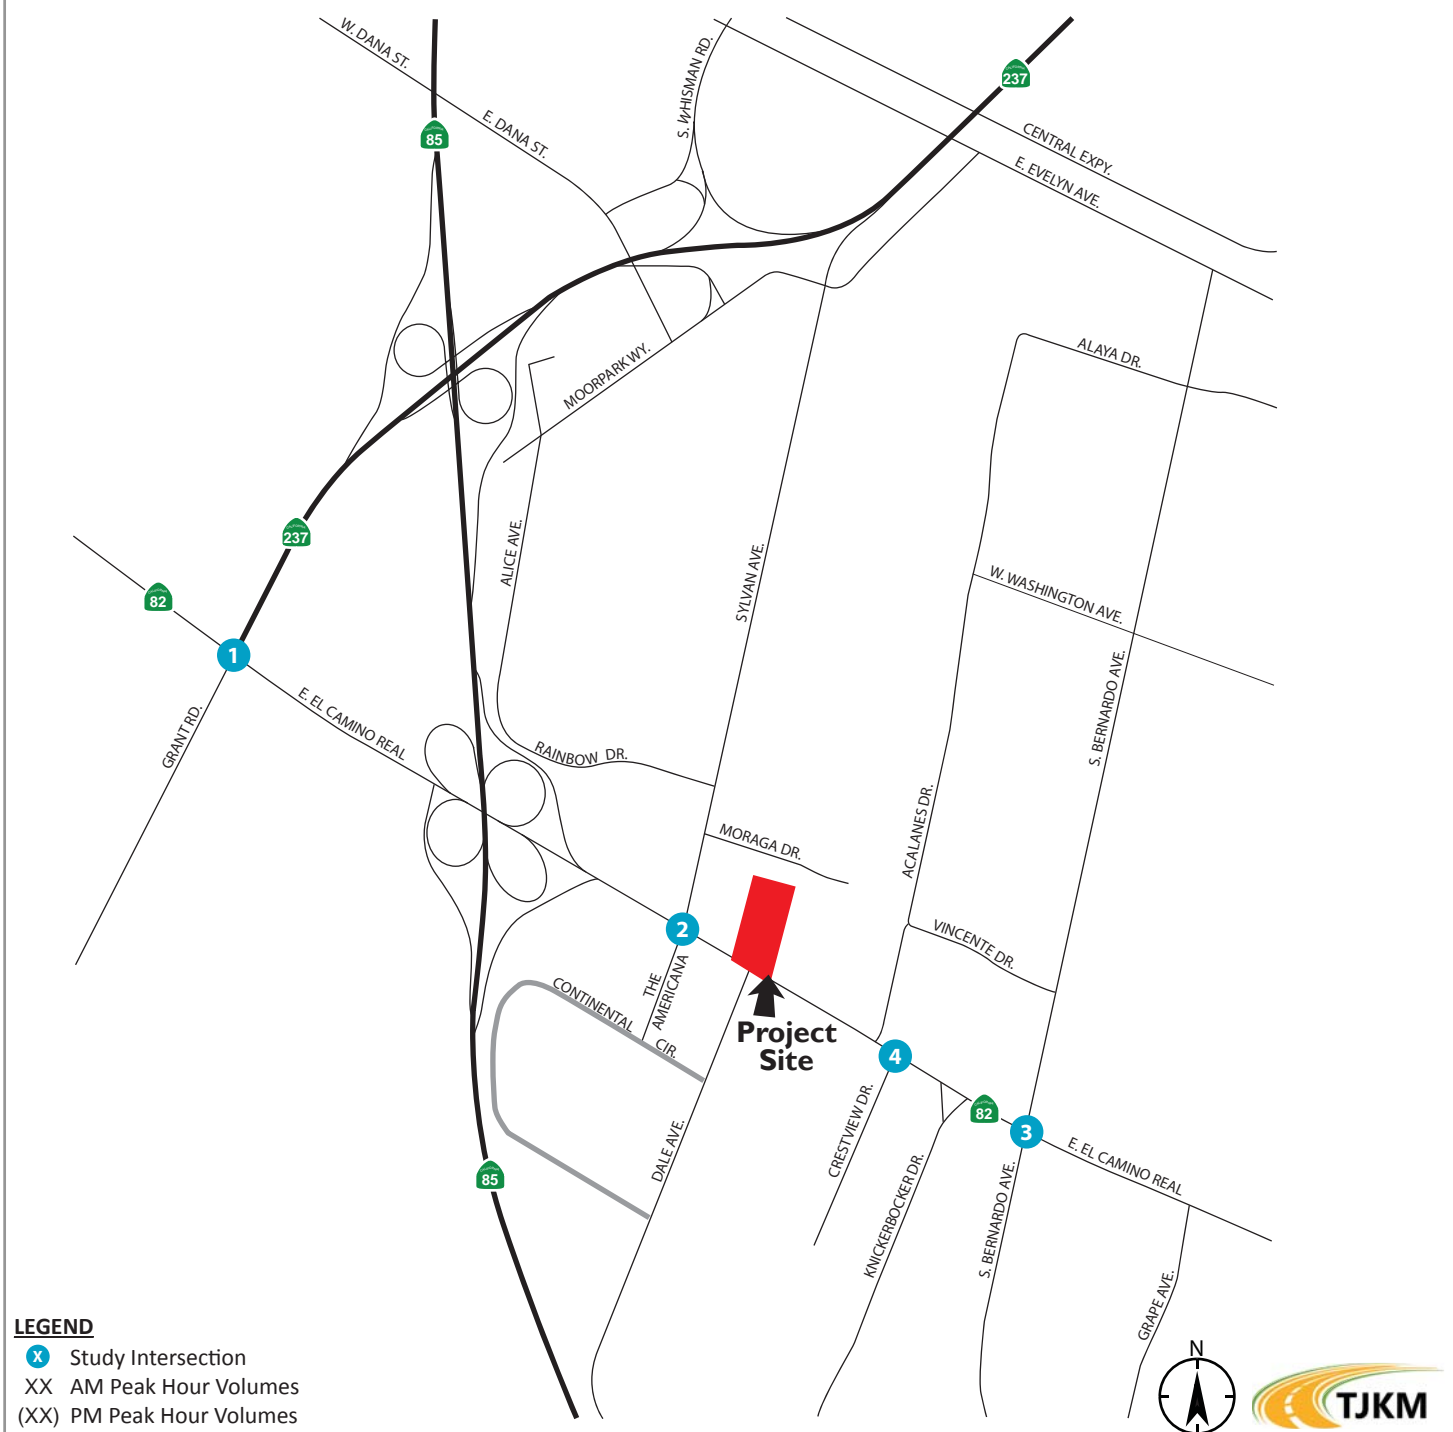 W. DANA ST.
S. WHISMAN RD.
237
85
E. DANA ST.
CENTRAL EXPY.
E. EVELYN AVE.
ALAYA DR.
MOORPARK WY.
237
ALICE AVE.
SYLVAN AVE.
W. WASHINGTON AVE.
82
1
S. BERNARDO AVE.
GRANT RD.
E. EL CAMINO REAL
RAINBOW DR.
ACALANES DR.
MORAGA DR.
2
VINCENTE DR.
THE
AMERICANA
CONTINENTAL
CIR.
Project
Site
4
82
3
CRESTVIEW DR.
DALE AVE.
E. EL CAMINO REAL
85
KNICKERBOCKER DR.
S. BERNARDO AVE.
GRAPE AVE.
LEGEND
X Study Intersection
XX AM Peak Hour Volumes
(XX) PM Peak Hour Volumes
N
TJKM